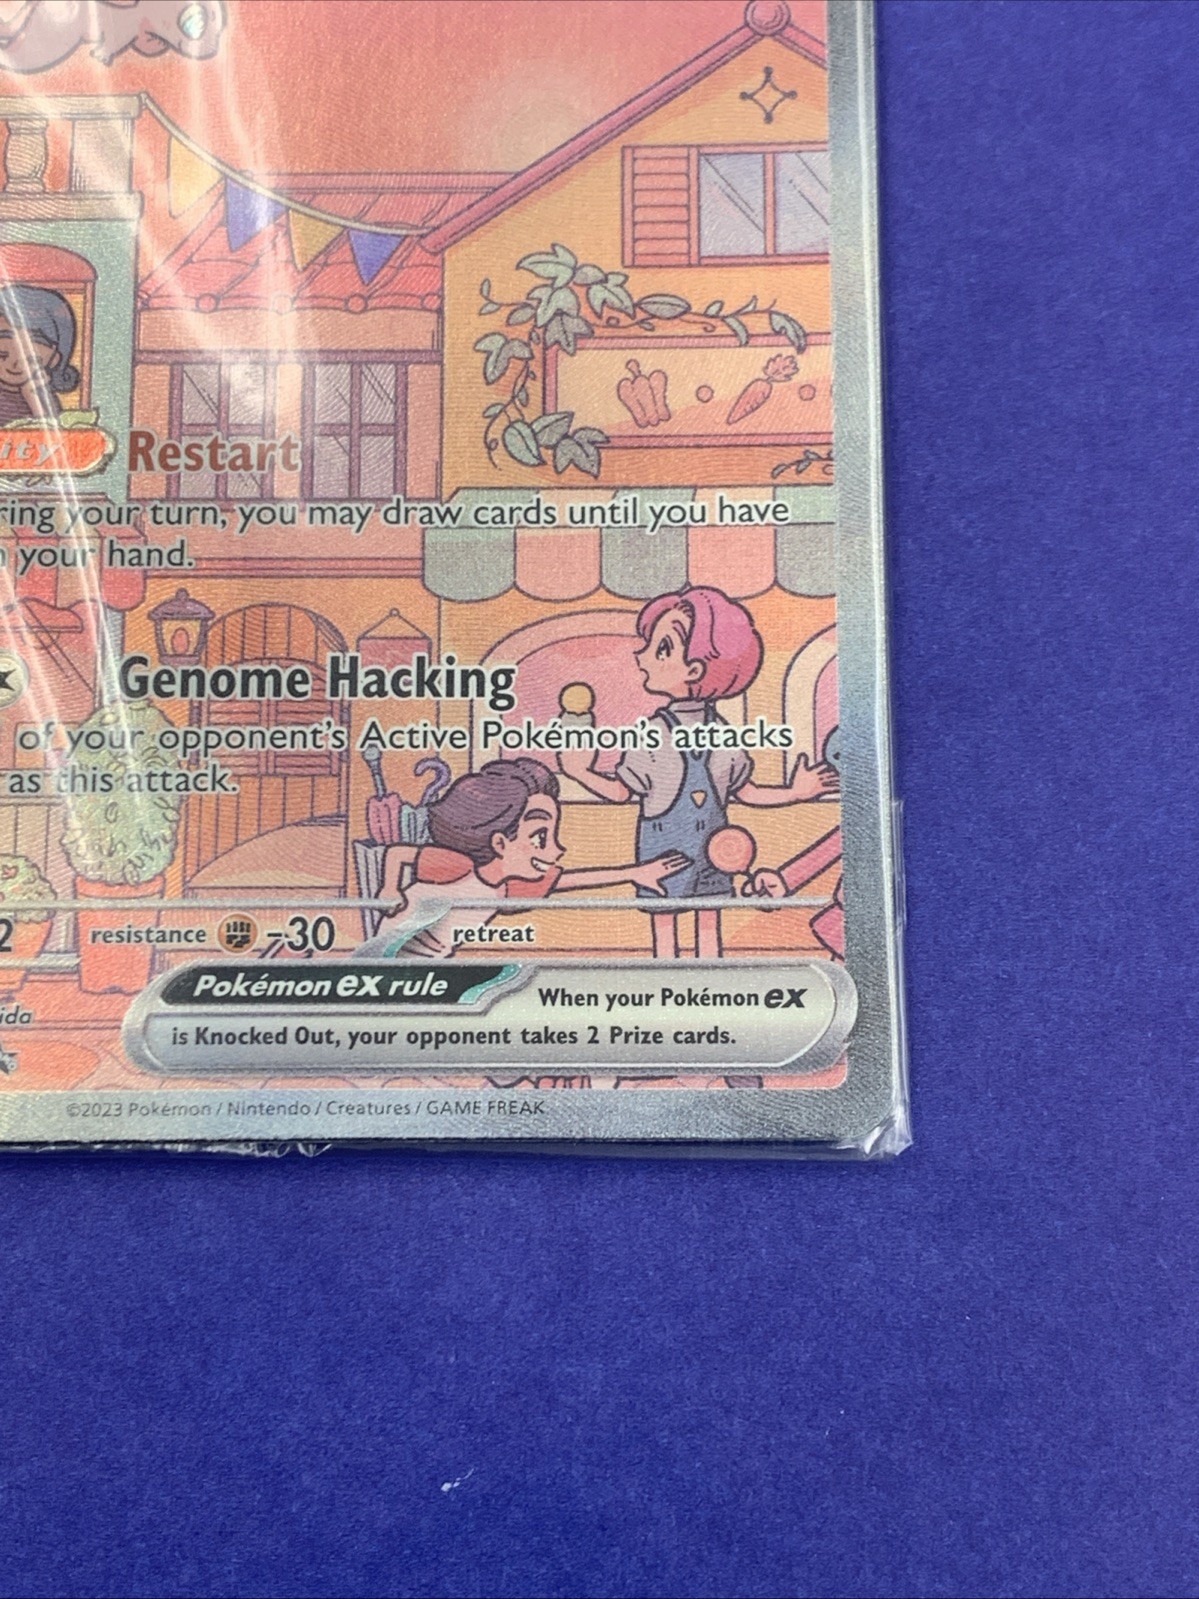 ity Restart
ring your turn, you may draw cards until you have
n your hand.
x Genome Hacking
of your opponent's Active Pokémon's attacks
as this attack.
2 resistance -30 retreat
Pokémon ex rule When your Pokémon ex
ida
is Knocked Out, your opponent takes 2 Prize cards.
©2023 Pokémon / Nintendo / Creatures / GAME FREAK